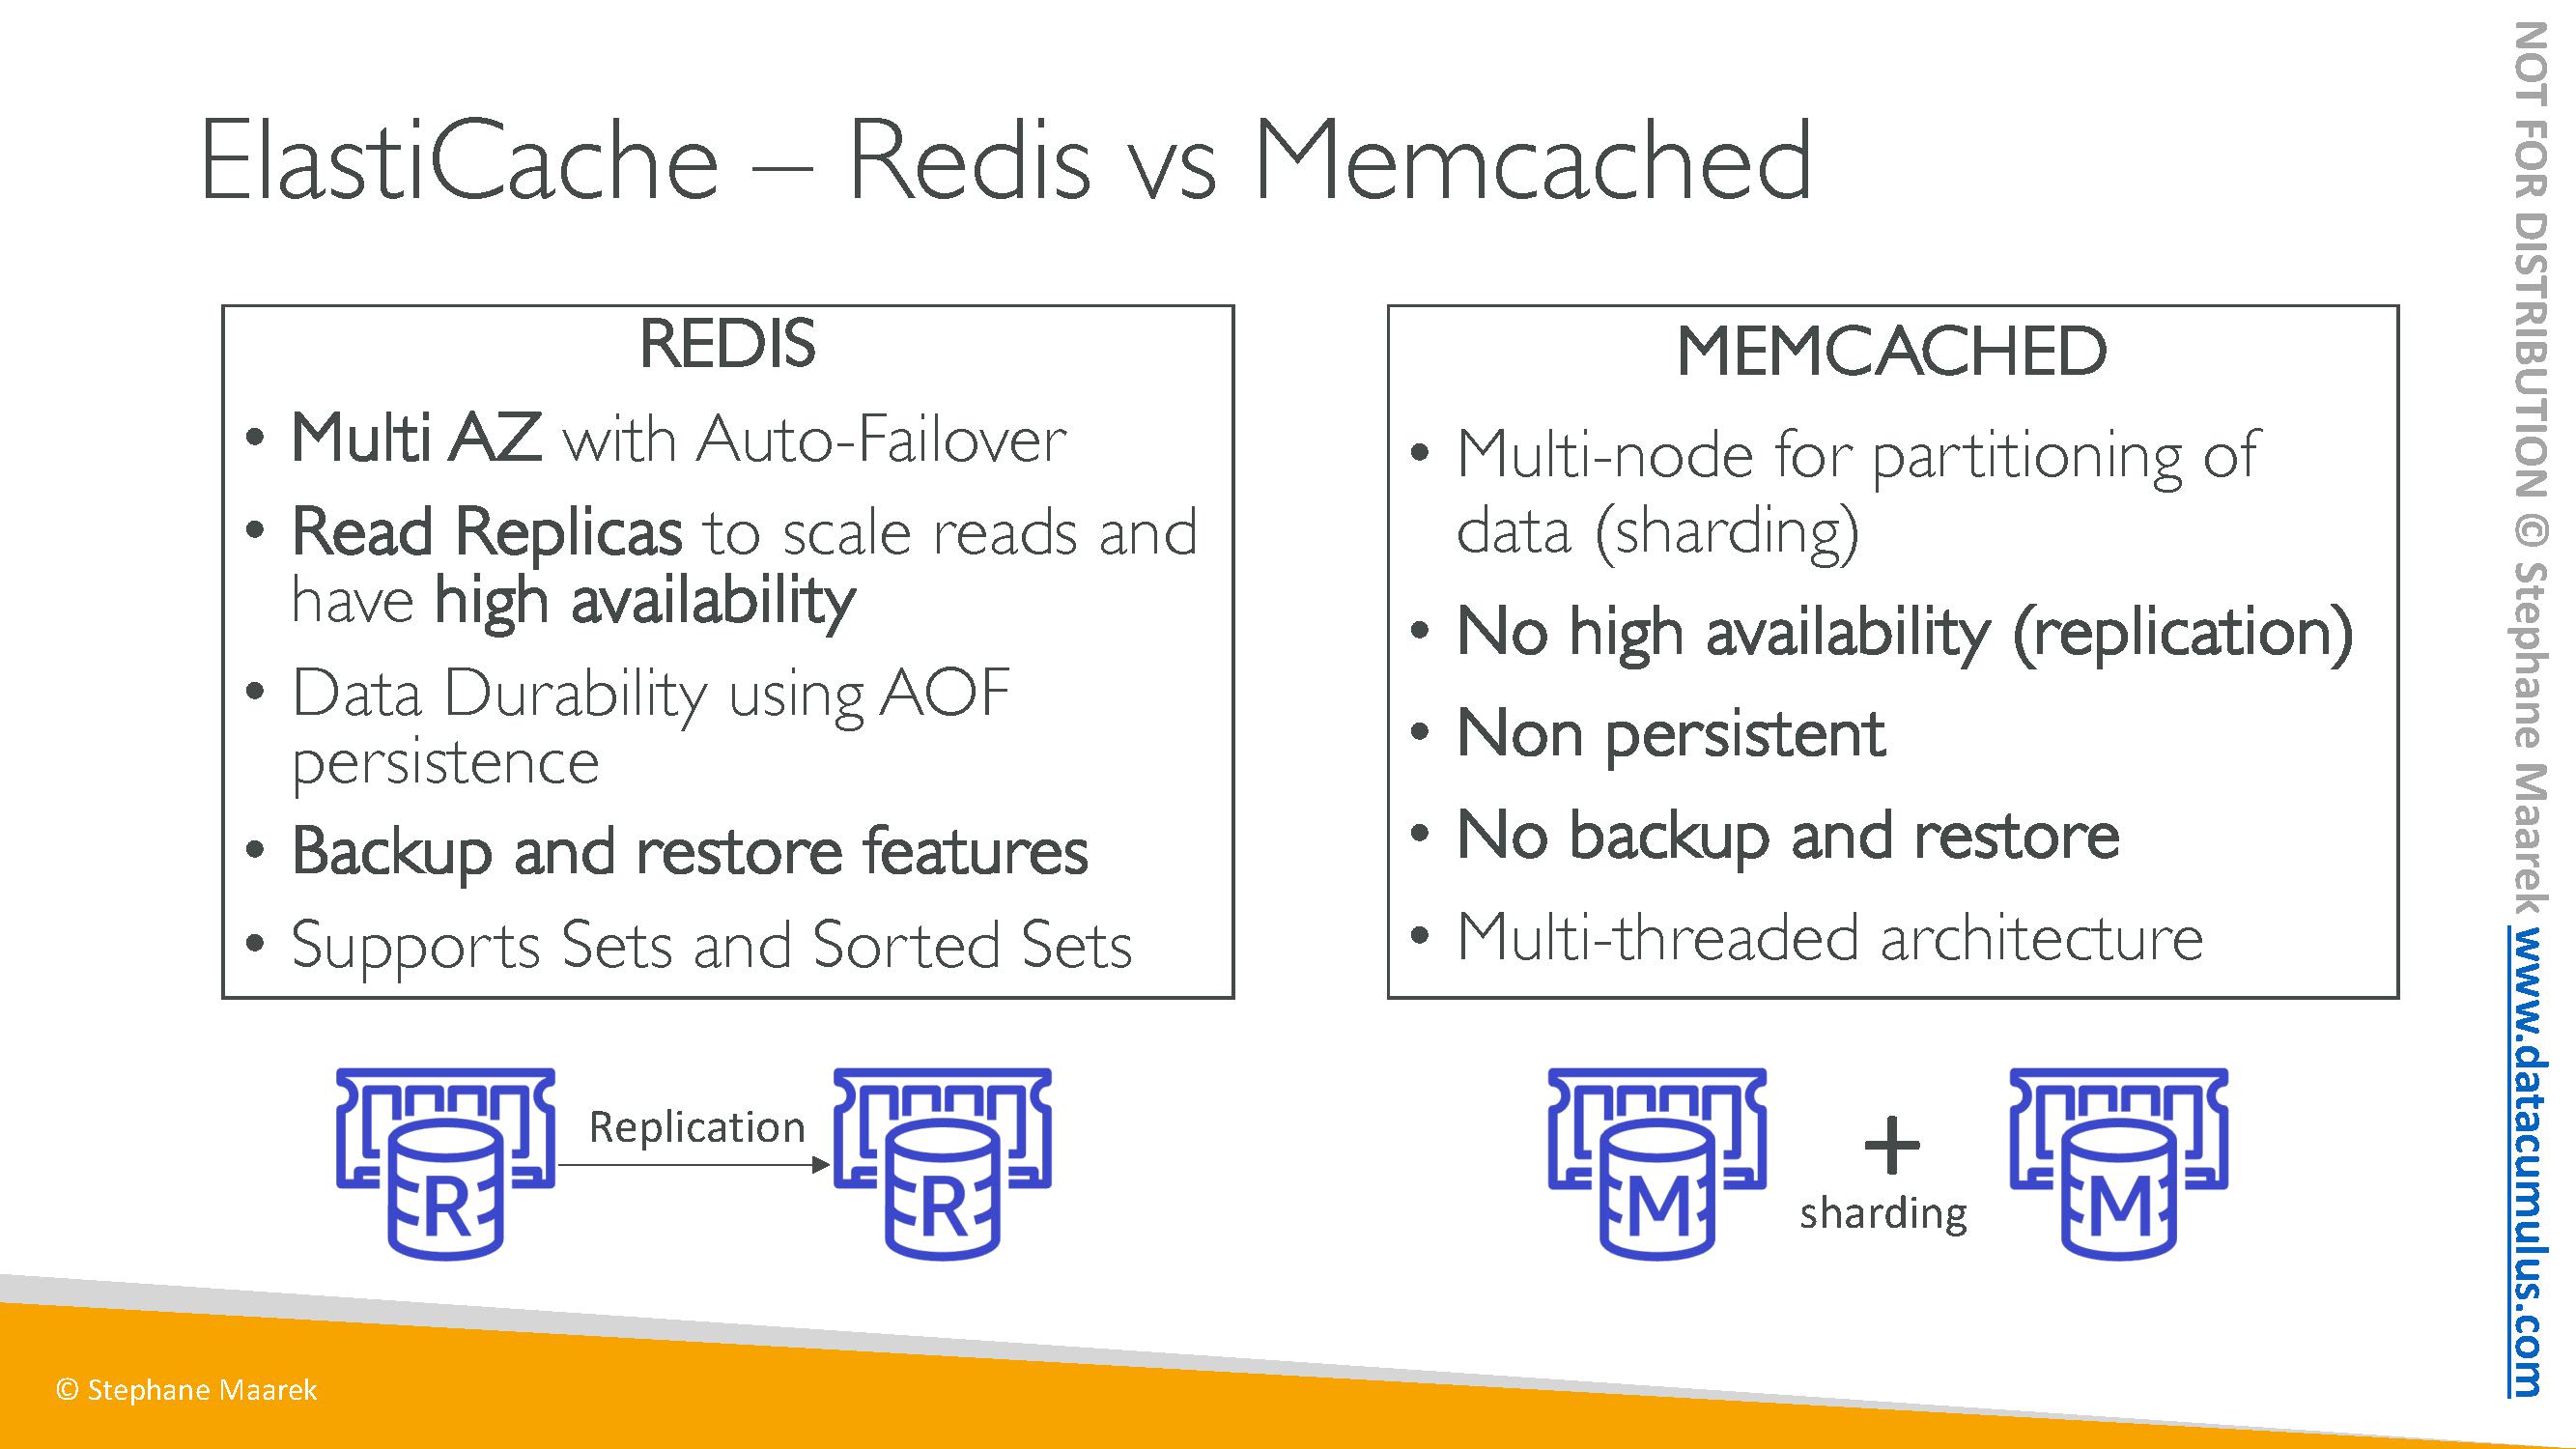 ElastiCache – Redis vs Memcached
REDIS
• Multi AZ with Auto-Failover
• Read Replicas to scale reads and
have high availability
• Data Durability using AOF
persistence
• Backup and restore features
• Supports Sets and Sorted Sets
MEMCACHED
• Multi-node for partitioning of
data (sharding)
• No high availability (replication)
• Non persistent
• No backup and restore
• Multi-threaded architecture
R
Replication
R
M
+
sharding
M
© Stephane Maarek
NOT FOR DISTRIBUTION © Stephane Maarek www.datacumulus.com